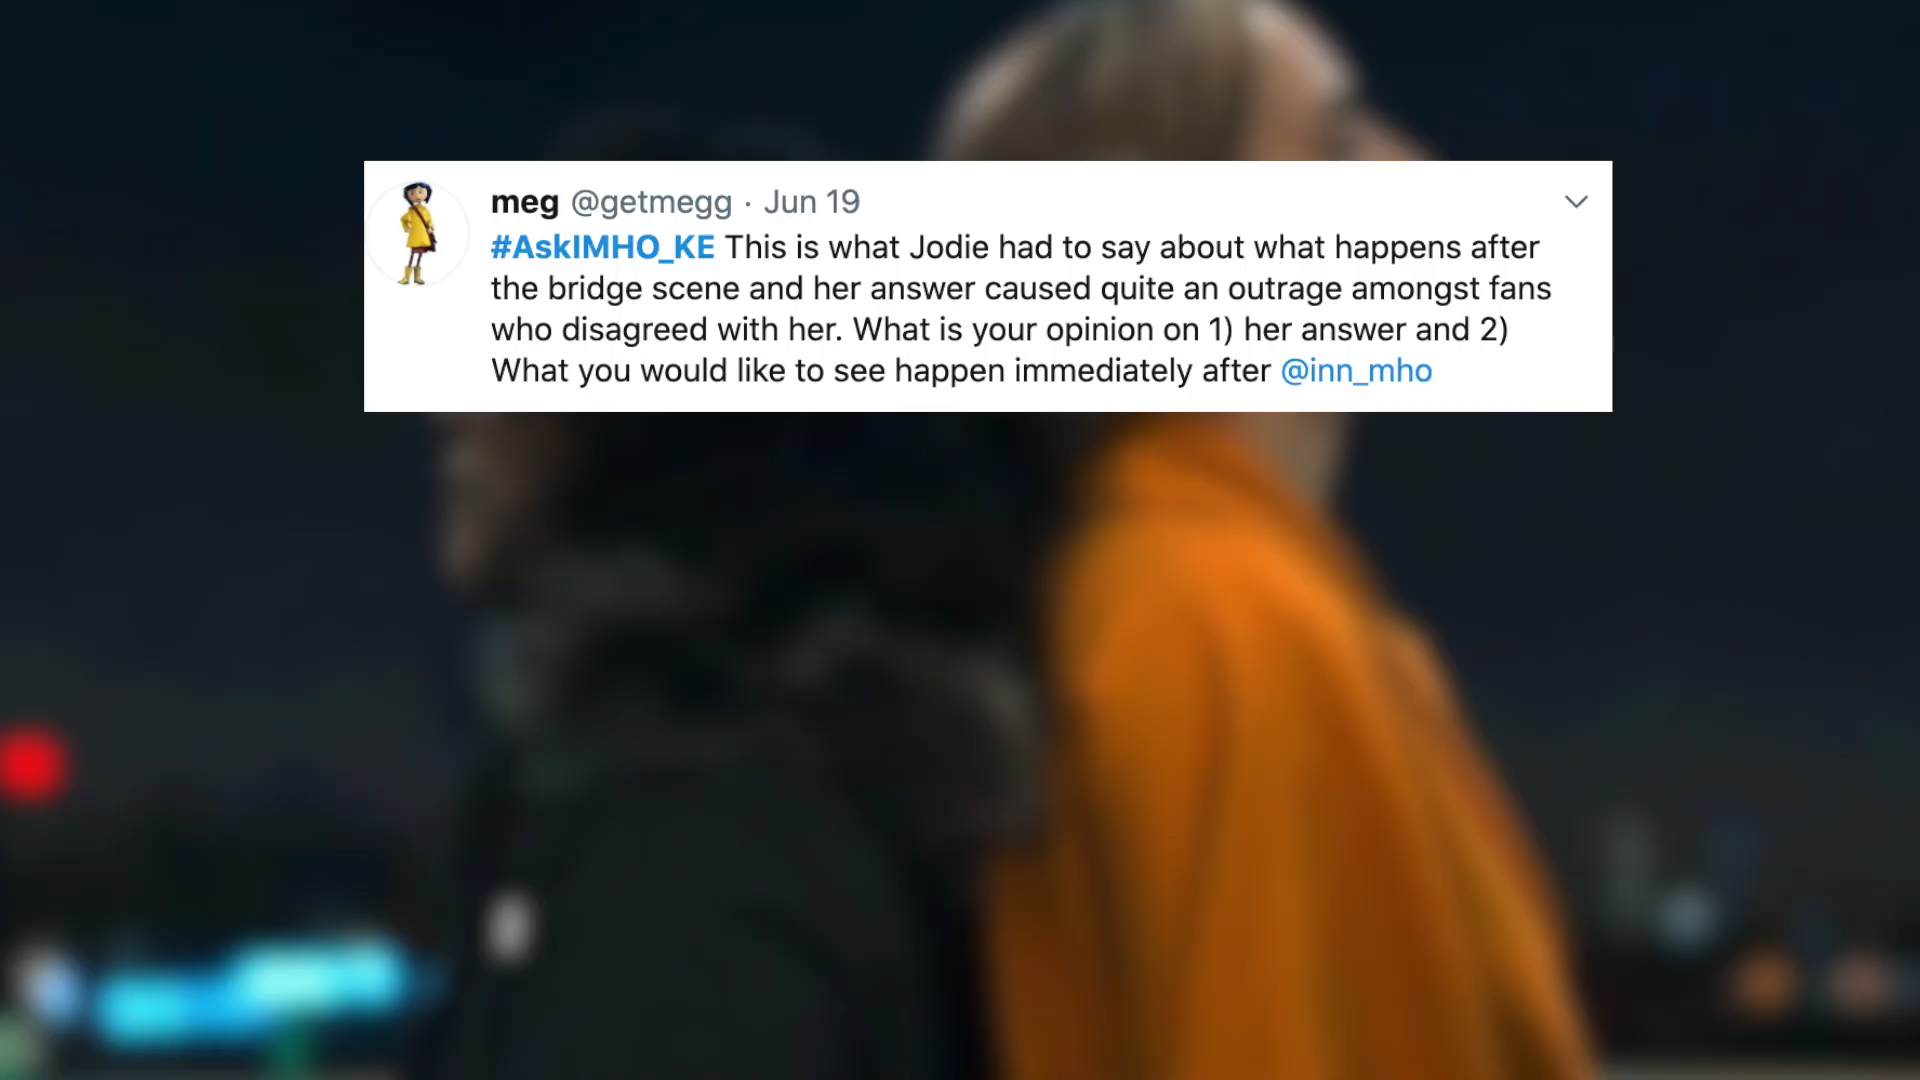 meg @getmegg · Jun 19
#AskIMHO_KE This is what Jodie had to say about what happens after
the bridge scene and her answer caused quite an outrage amongst fans
who disagreed with her. What is your opinion on 1) her answer and 2)
What you would like to see happen immediately after @inn_mho